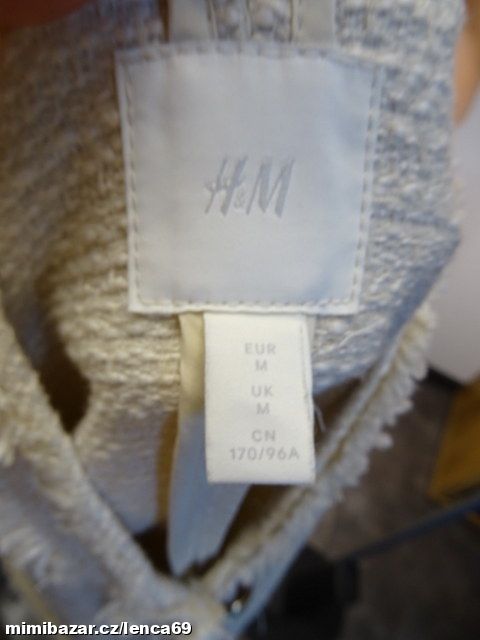 H&M
EUR
M
UK
M
CN
170/96A
mimibazar.cz/lenca69